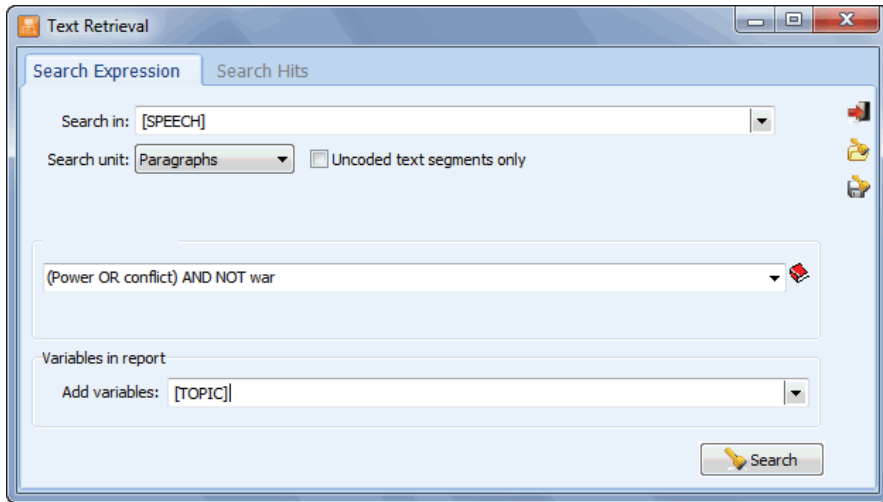 Text Retrieval
Search Expression Search Hits
Search in: [SPEECH]
Search unit: Paragraphs Uncoded text segments only
(Power OR conflict) AND NOT war
Variables in report
Add variables: [TOPIC]
Search